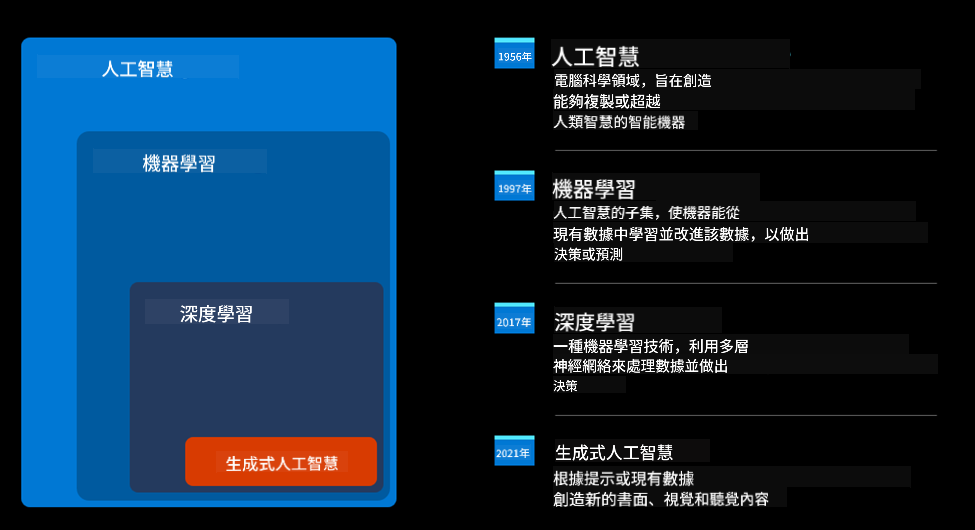 人工智慧
機器學習
深度學習
生成式人工智慧
1956年
人工智慧
電腦科學領域，旨在創造
能夠複製或超越
人類智慧的智能機器
1997年
機器學習
人工智慧的子集，使機器能從
現有數據中學習並改進該數據，以做出
決策或預測
2017年
深度學習
一種機器學習技術，利用多層
神經網絡來處理數據並做出
決策
2021年
生成式人工智慧
根據提示或現有數據
創造新的書面、視覺和聽覺內容